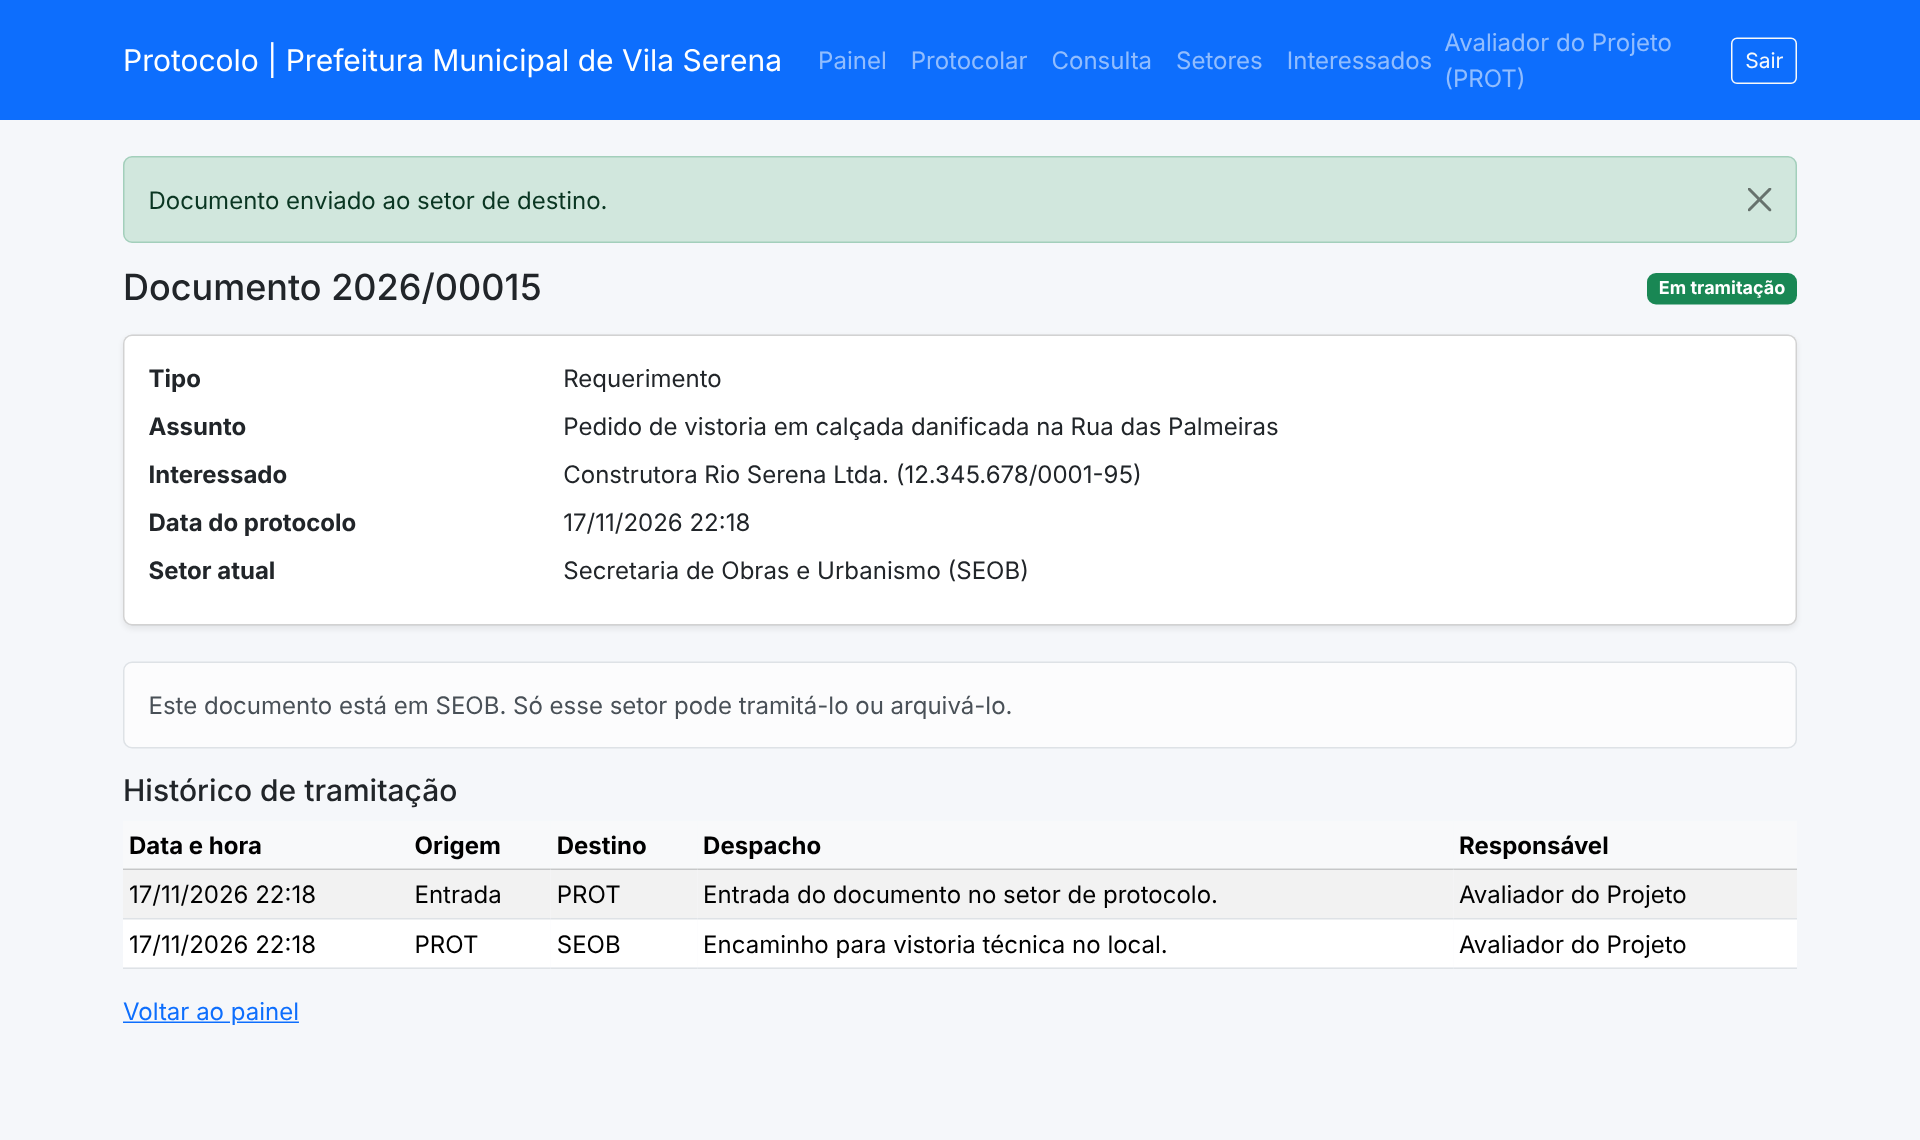 Protocolo | Prefeitura Municipal de Vila Serena Painel Protocolar Consulta Setores Interessados Avaliador do Projeto (PROT) Sair
Documento enviado ao setor de destino.
Documento 2026/00015 Em tramitação
Tipo Requerimento
Assunto Pedido de vistoria em calçada danificada na Rua das Palmeiras
Interessado Construtora Rio Serena Ltda. (12.345.678/0001-95)
Data do protocolo 17/11/2026 22:18
Setor atual Secretaria de Obras e Urbanismo (SEOB)
Este documento está em SEOB. Só esse setor pode tramitá-lo ou arquivá-lo.
Histórico de tramitação
Data e hora Origem Destino Despacho Responsável
17/11/2026 22:18 Entrada PROT Entrada do documento no setor de protocolo. Avaliador do Projeto
17/11/2026 22:18 PROT SEOB Encaminho para vistoria técnica no local. Avaliador do Projeto
Voltar ao painel